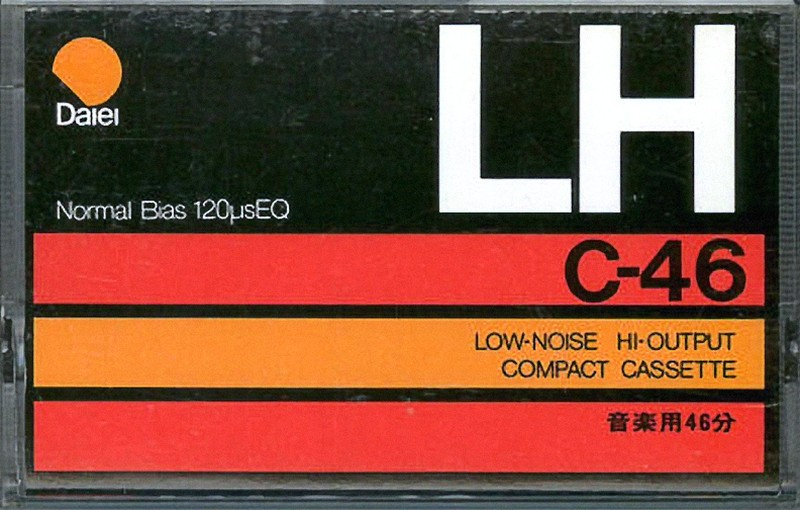 Daiei
LH
Normal Bias 120µsEQ
C-46
LOW-NOISE HI-OUTPUT
COMPACT CASSETTE
音楽用46分